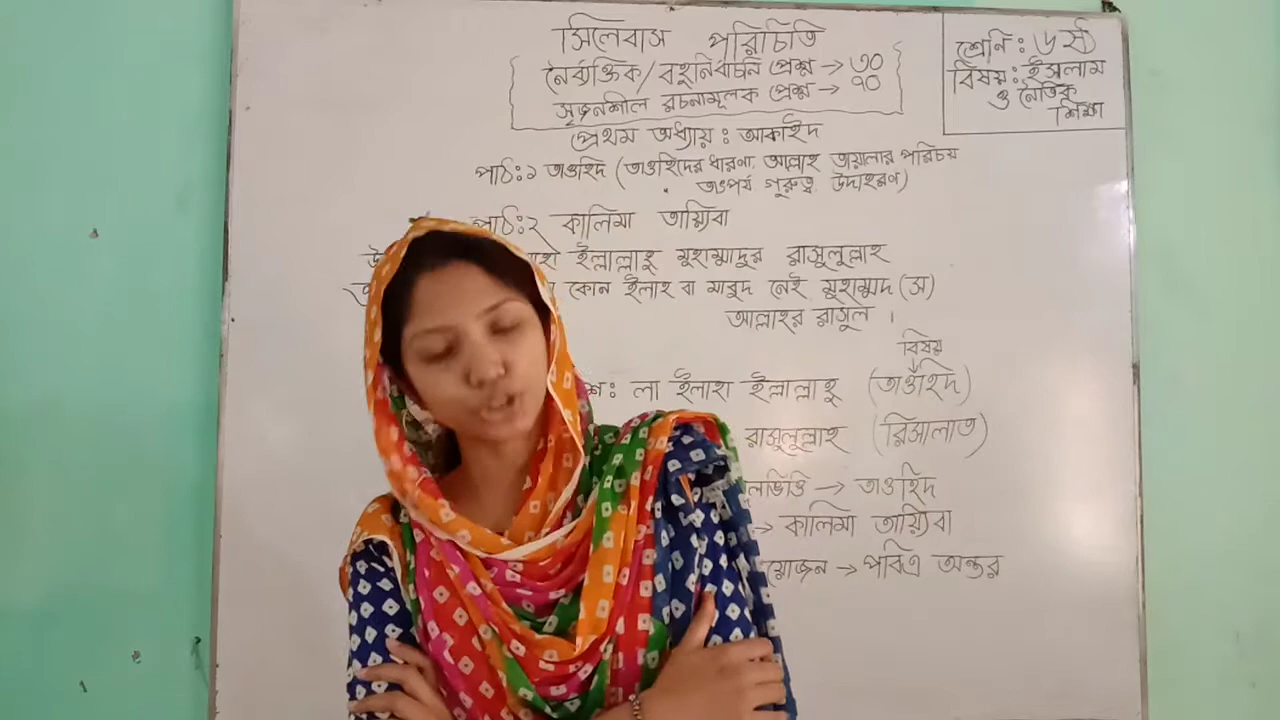 সিলেবাস পরিচিতি
নৈর্ব্যক্তিক/বহুনির্বাচনি প্রশ্ন → ৩০
সৃজনশীল রচনামূলক প্রশ্ন → ৭০
শ্রেণি: ৬ষ্ঠ
বিষয়: ইসলাম
ও নৈতিক
শিক্ষা
প্রথম অধ্যায়: আকাইদ
পাঠ:১ তাওহিদ (তাওহিদের ধারণা, আল্লাহ তায়ালার পরিচয়
তাৎপর্য গুরুত্ব উদাহরণ)
পাঠ:২ কালিমা তায়্যিবা
ইল্লাল্লাহু মুহাম্মাদুর রাসুলুল্লাহ
কোন ইলাহ বা মাবুদ নেই মুহাম্মদ (স)
আল্লাহর রাসুল ।
বিষয়
লা ইলাহা ইল্লাল্লাহু (তাওহিদ)
রাসুলুল্লাহ (রিসালাত)
→ তাওহিদ
→ কালিমা তায়্যিবা
→ পবিত্র অন্তর